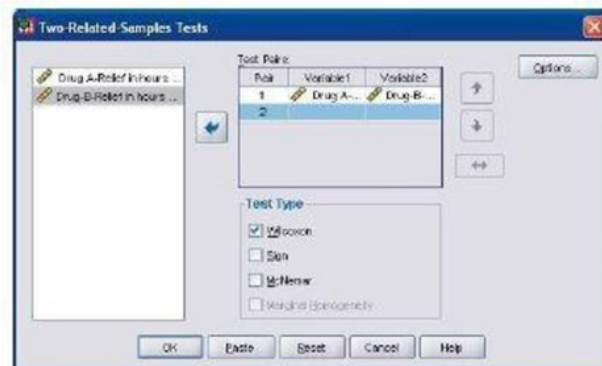 Two-Related-Samples Tests
Drug A-Relief in hours ...
Drug-B-Relief in hours ...
Test Pairs:
Pair Variable1 Variable2
1 Drug A-... Drug-B-...
2
Options...
Test Type
Wilcoxon
Sign
McNemar
Marginal Homogeneity
OK Paste Reset Cancel Help